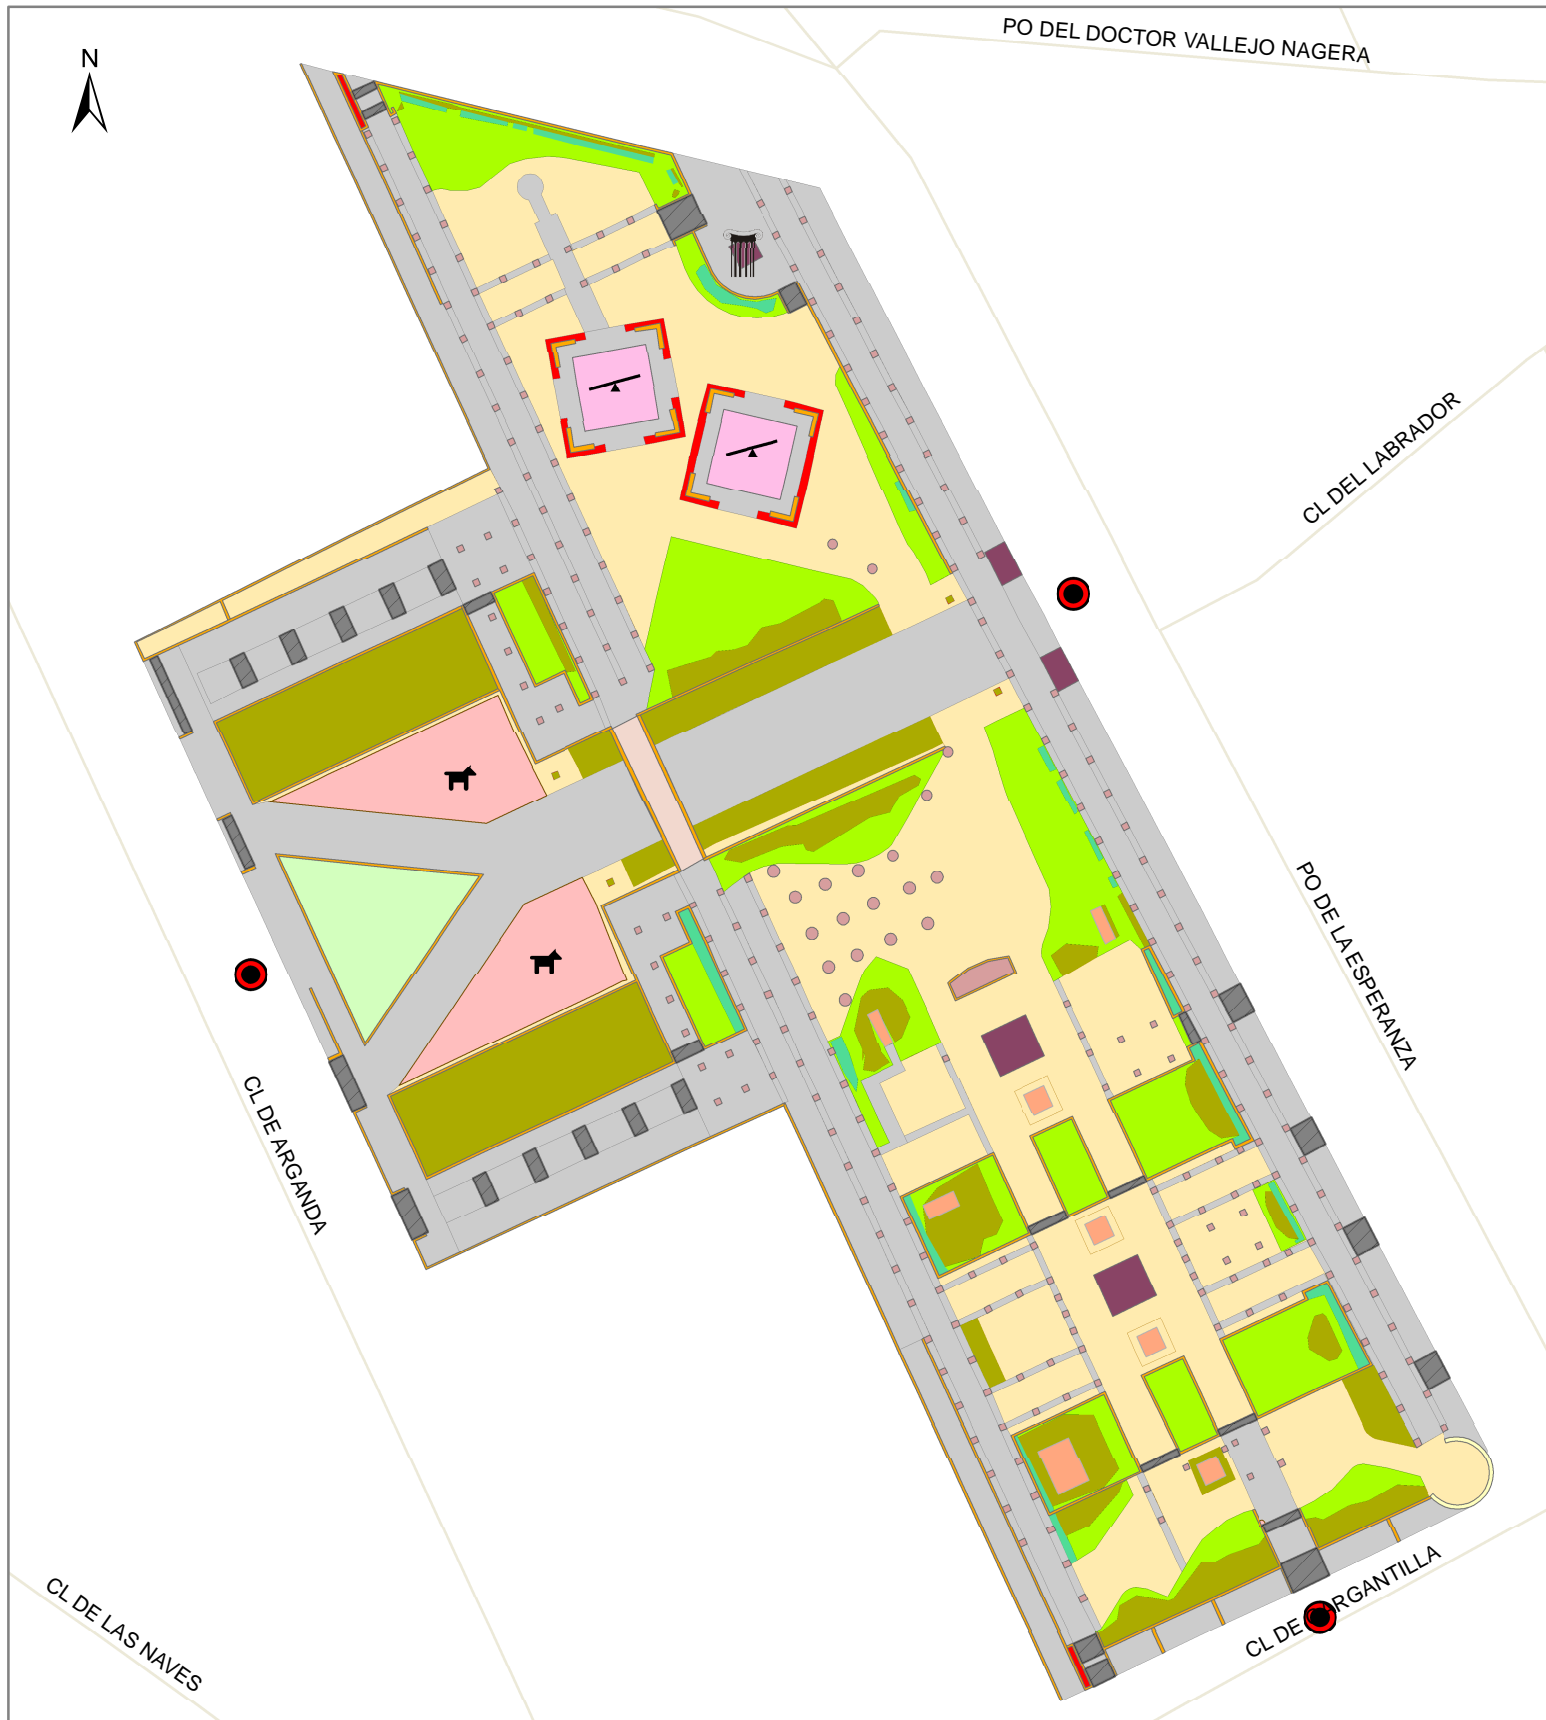 N
PO DEL DOCTOR VALLEJO NAGERA
CL DEL LABRADOR
PO DE LA ESPERANZA
CL DE ARGANDA
CL DE RGANTILLA
CL DE LAS NAVES